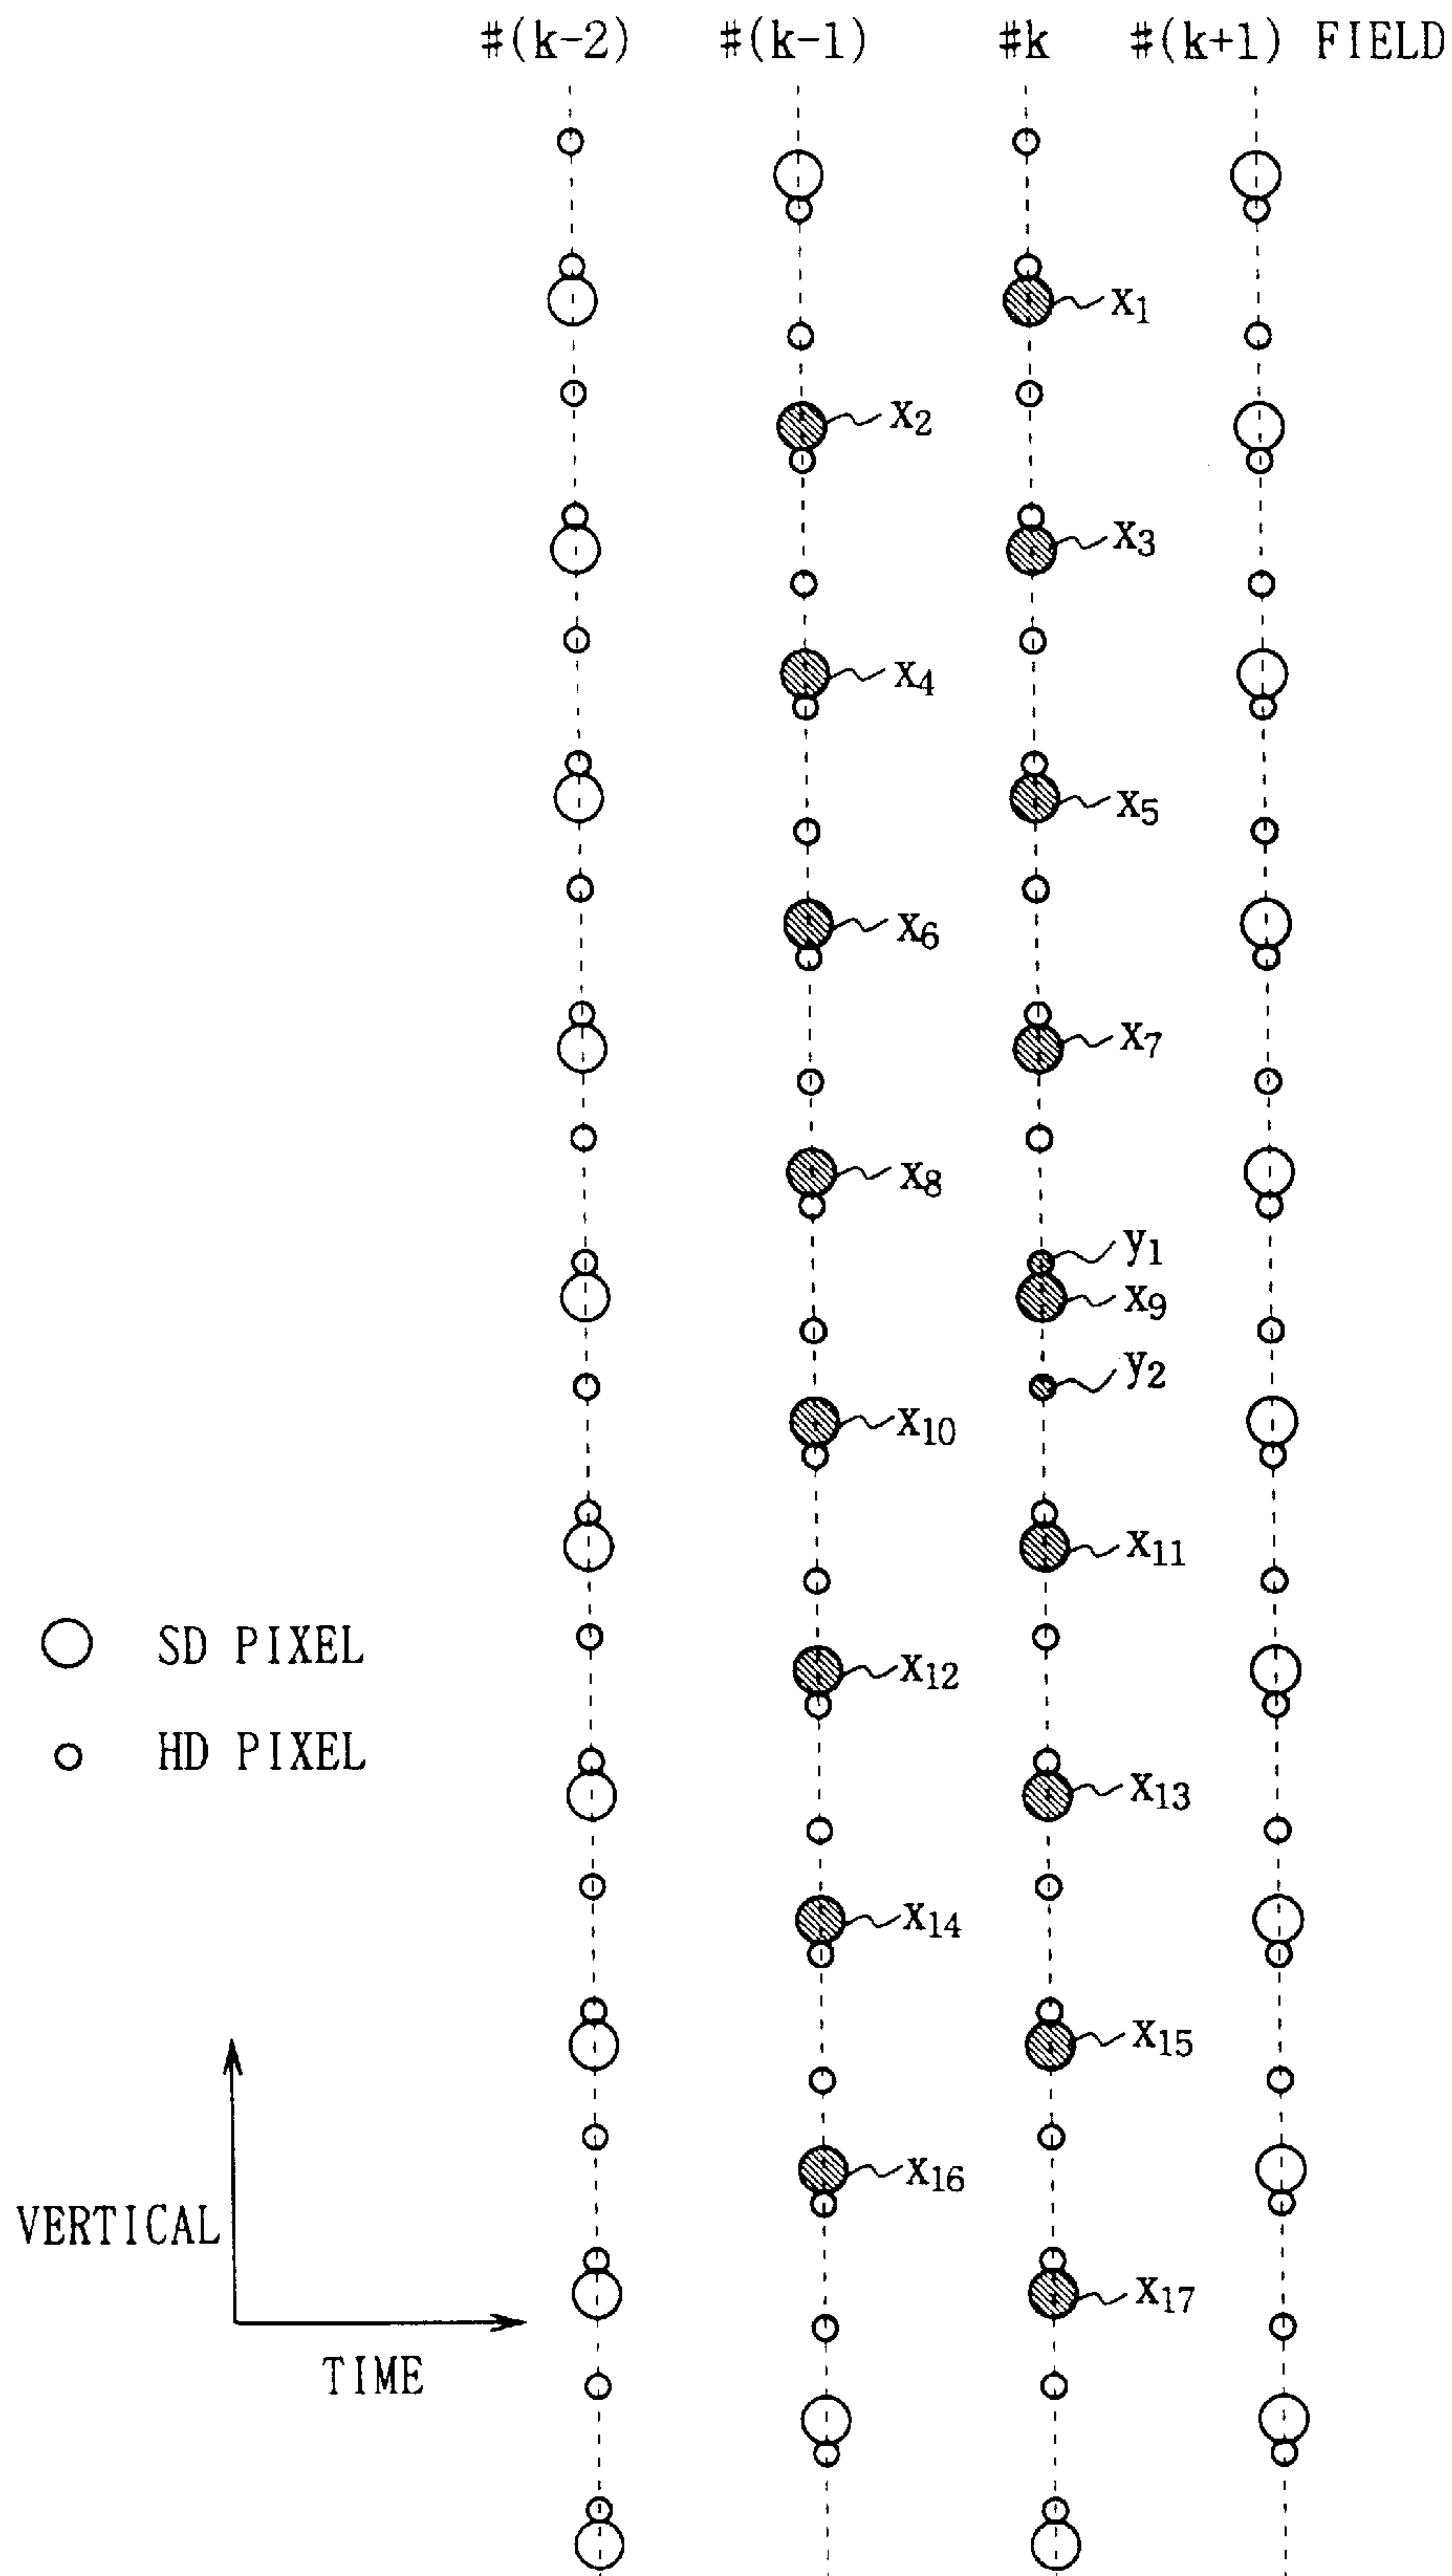 #(k-2) #(k-1) #k #(k+1) FIELD
x₁
x₂
x₃
x₄
x₅
x₆
x₇
x₈
y₁
x₉
y₂
x₁₀
x₁₁
SD PIXEL
x₁₂
HD PIXEL
x₁₃
x₁₄
x₁₅
x₁₆
VERTICAL
x₁₇
TIME